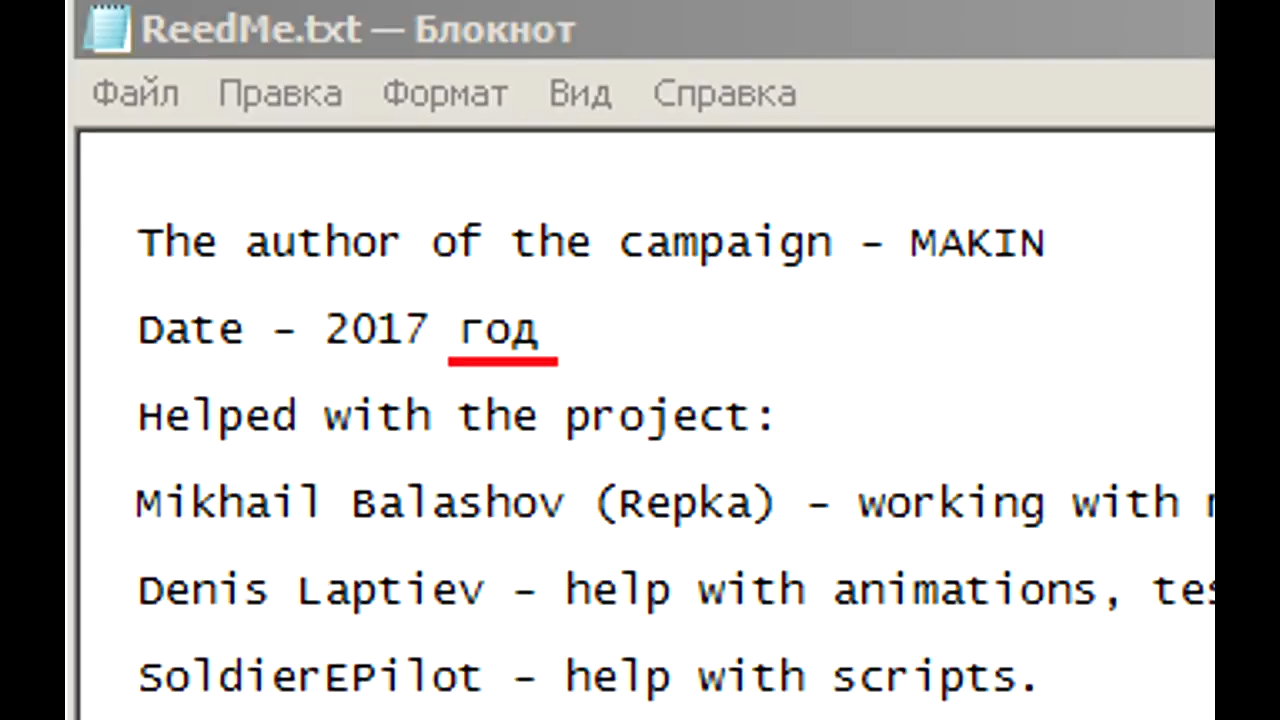 ReedMe.txt — Блокнот
Файл Правка Формат Вид Справка
The author of the campaign – MAKIN
Date – 2017 год
Helped with the project:
Mikhail Balashov (Repka) – working with
Denis Laptiev – help with animations,
SoldierEPilot – help with scripts.